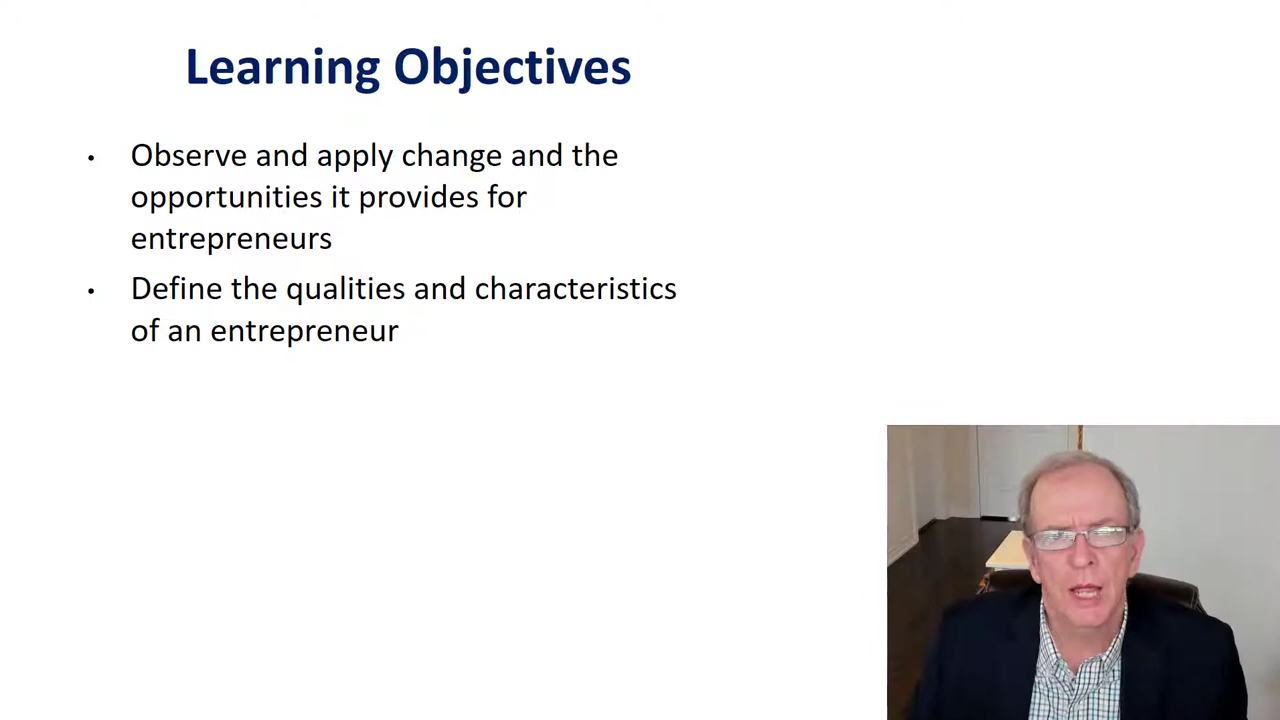 Learning Objectives
• Observe and apply change and the
opportunities it provides for
entrepreneurs
• Define the qualities and characteristics
of an entrepreneur